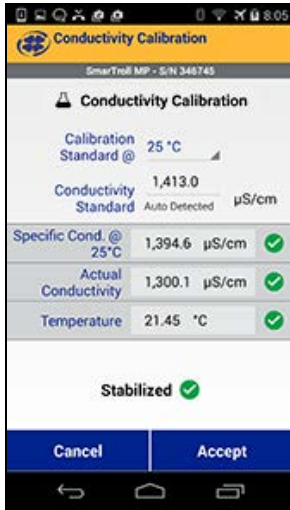 8:05
Conductivity Calibration
SmarTroll MP - S/N 346745
Conductivity Calibration
Calibration
Standard @
25 °C
Conductivity
Standard
1,413.0
Auto Detected
µS/cm
Specific Cond. @
25°C
1,394.6 µS/cm
Actual
Conductivity
1,300.1 µS/cm
Temperature
21.45 °C
Stabilized
Cancel
Accept